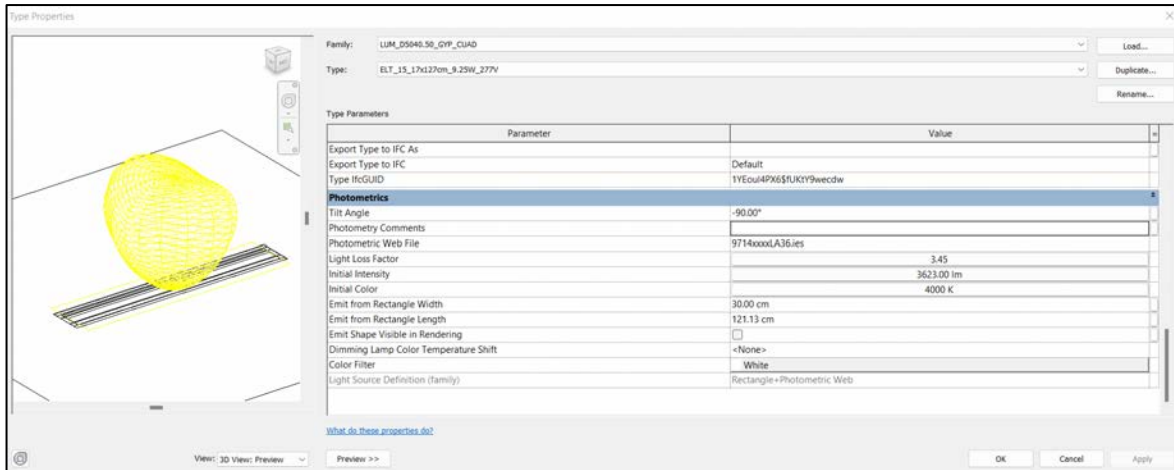 Type Properties
Family: LUM_D5040.50_GYP_CUAD Load...
Type: ELT_15_17x127cm_9.25W_277V Duplicate...
Rename...
Type Parameters
Parameter Value
Export Type to IFC As
Export Type to IFC Default
Type IfcGUID 1YEoul4PX6$fUKtY9wecdw
Photometrics
Tilt Angle -90.00°
Photometry Comments
Photometric Web File 9714xxxxLA36.ies
Light Loss Factor 3.45
Initial Intensity 3623.00 lm
Initial Color 4000 K
Emit from Rectangle Width 30.00 cm
Emit from Rectangle Length 121.13 cm
Emit Shape Visible in Rendering
Dimming Lamp Color Temperature Shift <None>
Color Filter White
Light Source Definition (family) Rectangle+Photometric Web
What do these properties do?
View: 3D View: Preview Preview >> OK Cancel Apply